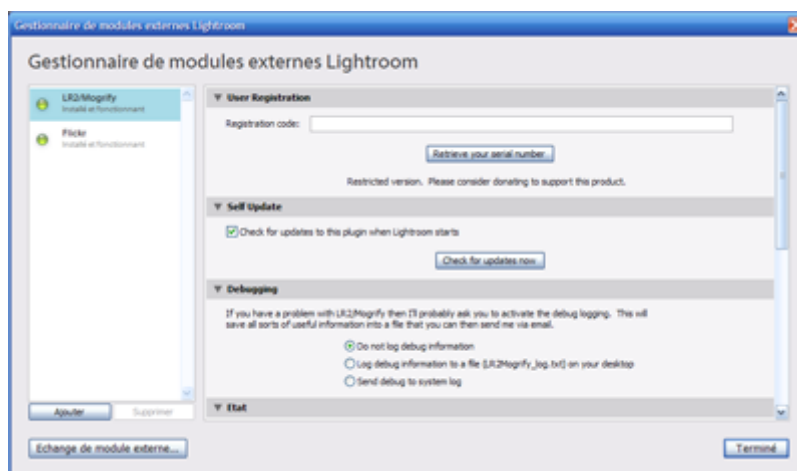 Gestionnaire de modules externes Lightroom
Gestionnaire de modules externes Lightroom
LR2/Mogrify
Installé et fonctionnant
Flickr
Installé et fonctionnant
Ajouter
Supprimer
User Registration
Registration code:
Retrieve your serial number
Restricted version. Please consider donating to support this product.
Self Update
Check for updates to this plugin when Lightroom starts
Check for updates now
Debugging
If you have a problem with LR2/Mogrify then I'll probably ask you to activate the debug logging. This will
save all sorts of useful information into a file that you can then send me via email.
Do not log debug information
Log debug information to a file (LR2Mogrify_log.txt) on your desktop
Send debug to system log
Etat
Echange de module externe...
Terminé